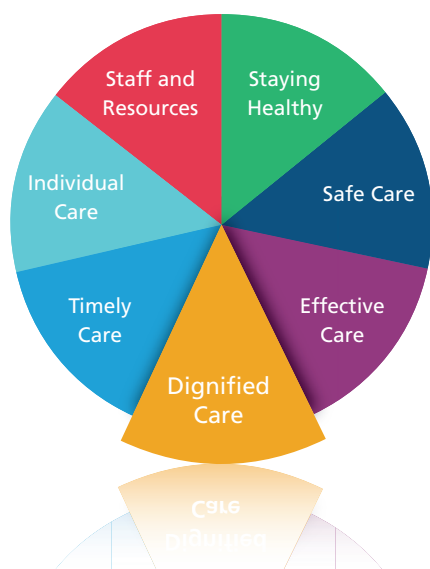 Staff and
Resources
Staying
Healthy
Individual
Care
Safe Care
Timely
Care
Effective
Care
Dignified
Care